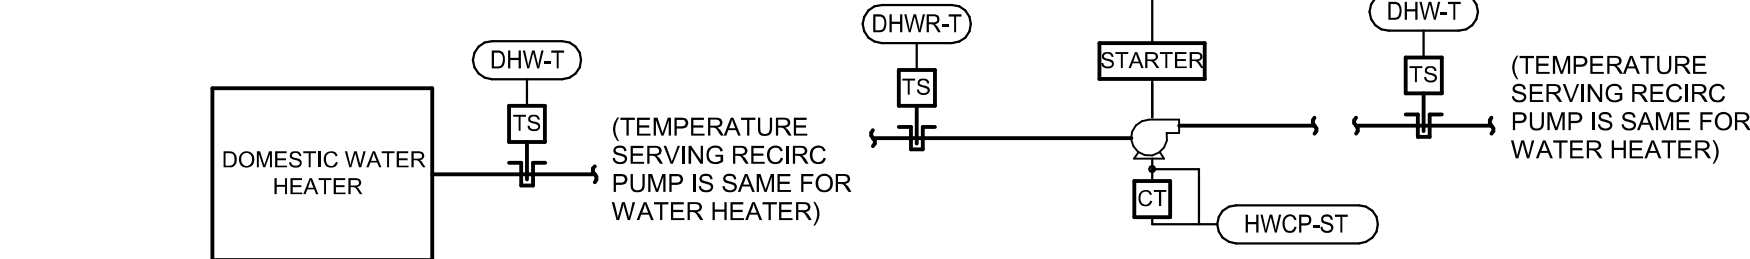 DHW-T
TS
DOMESTIC WATER
HEATER
(TEMPERATURE
SERVING RECIRC
PUMP IS SAME FOR
WATER HEATER)
DHWR-T
TS
STARTER
CT
HWCP-ST
DHW-T
TS
(TEMPERATURE
SERVING RECIRC
PUMP IS SAME FOR
WATER HEATER)